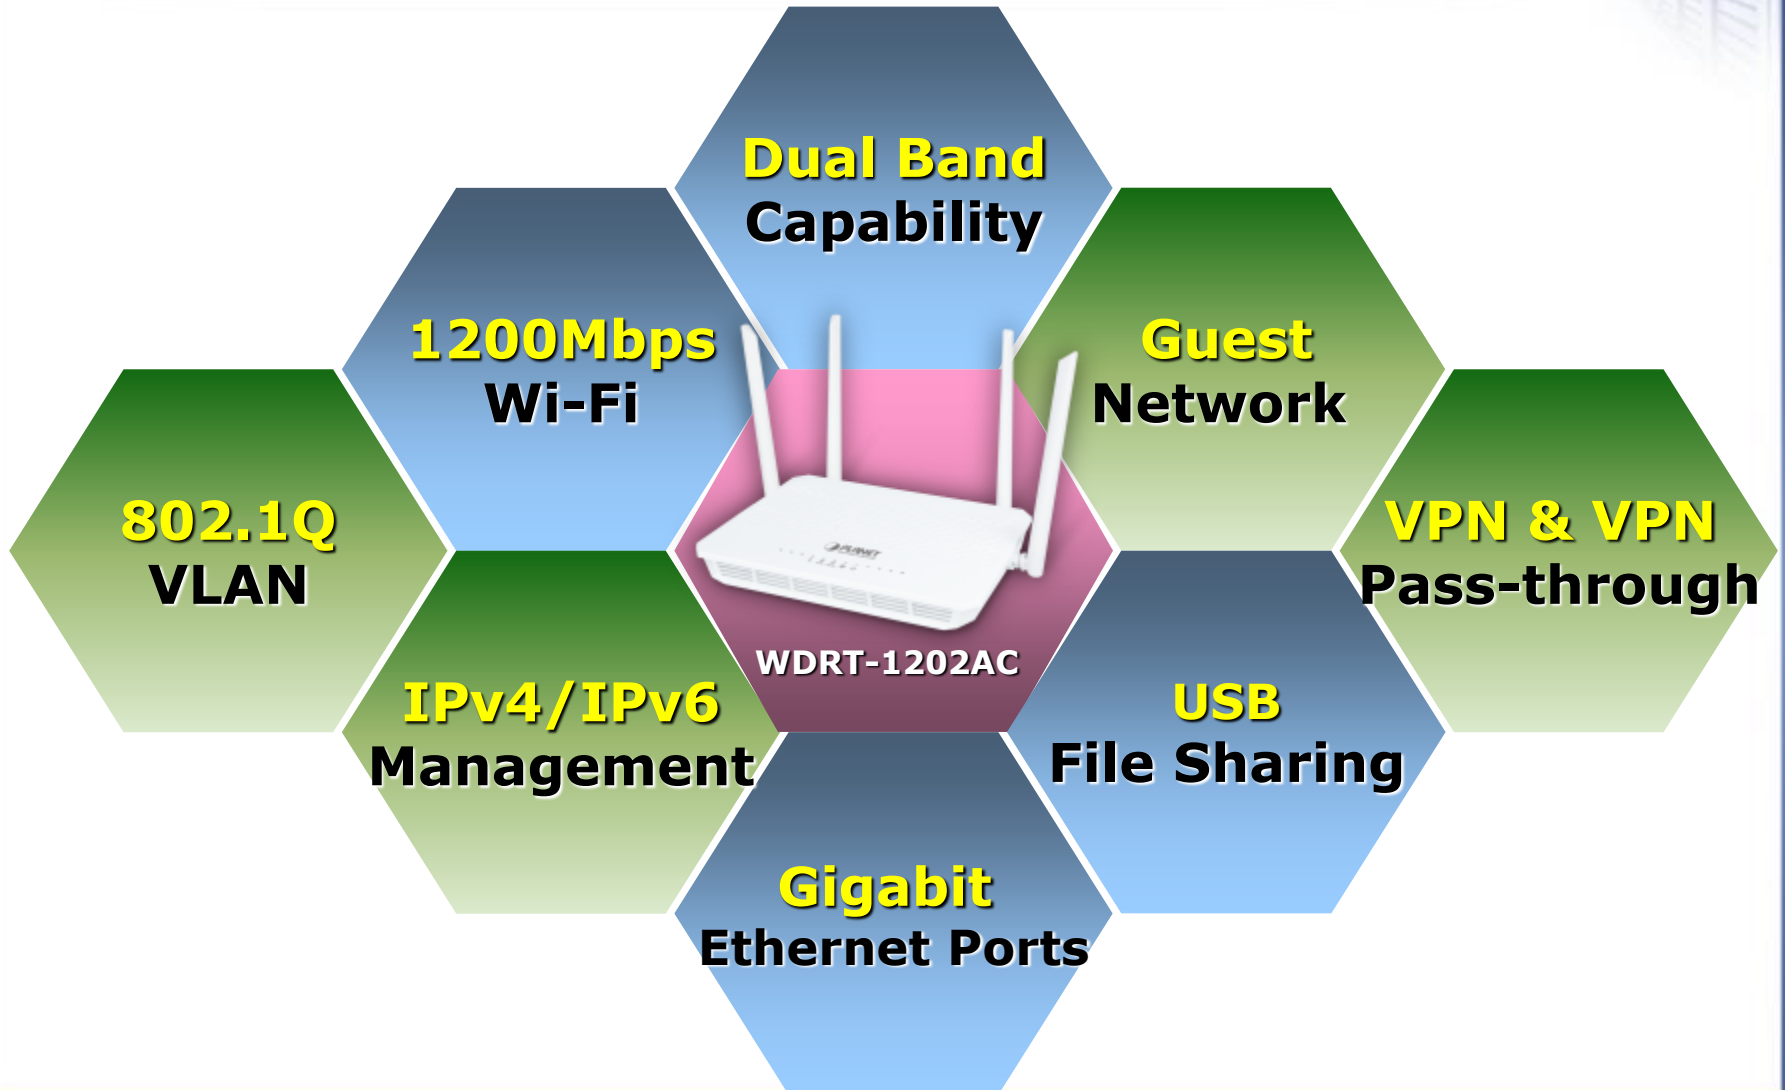 Dual Band
Capability
1200Mbps
Wi-Fi
Guest
Network
802.1Q
VLAN
VPN & VPN
Pass-through
PLANET
WDRT-1202AC
IPv4/IPv6
Management
USB
File Sharing
Gigabit
Ethernet Ports